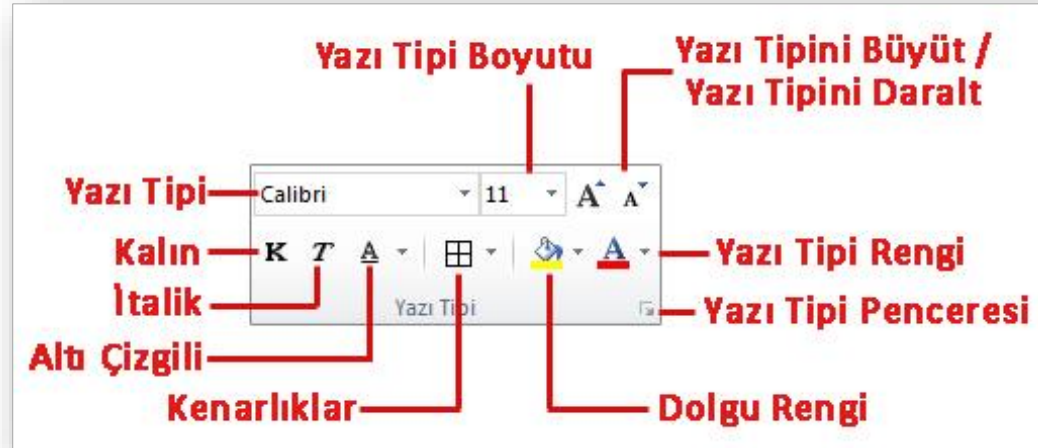 Yazı Tipi Boyutu
Yazı Tipini Büyüt /
Yazı Tipini Daralt
Yazı Tipi
Calibri
11
A A
Kalın
K T A
A
Yazı Tipi Rengi
İtalik
Yazı Tipi
Yazı Tipi Penceresi
Altı Çizgili
Kenarlıklar
Dolgu Rengi